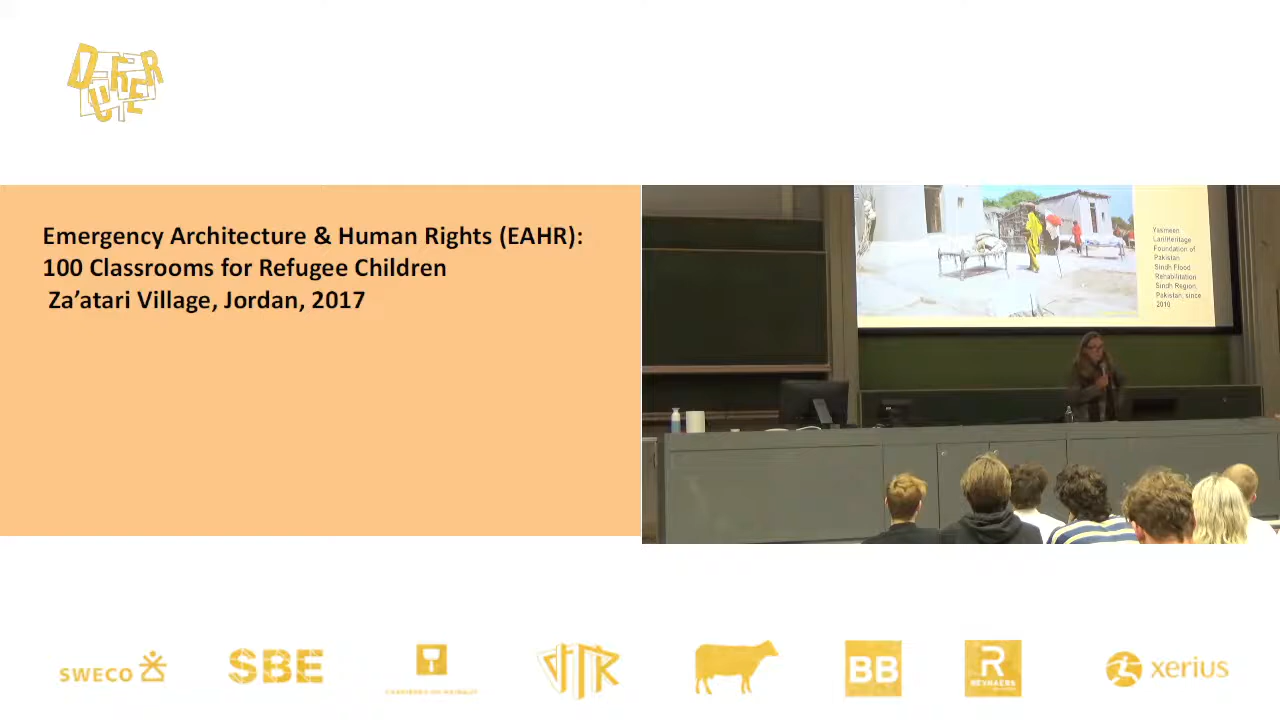 Emergency Architecture & Human Rights (EAHR):
100 Classrooms for Refugee Children
Za’atari Village, Jordan, 2017
Yasmeen
Lari/Heritage
Foundation of
Pakistan
Sindh Flood
Rehabilitation
Sindh Region,
Pakistan, since
2010
SWECO
SBE
BB
R
REYNAERS
xerius